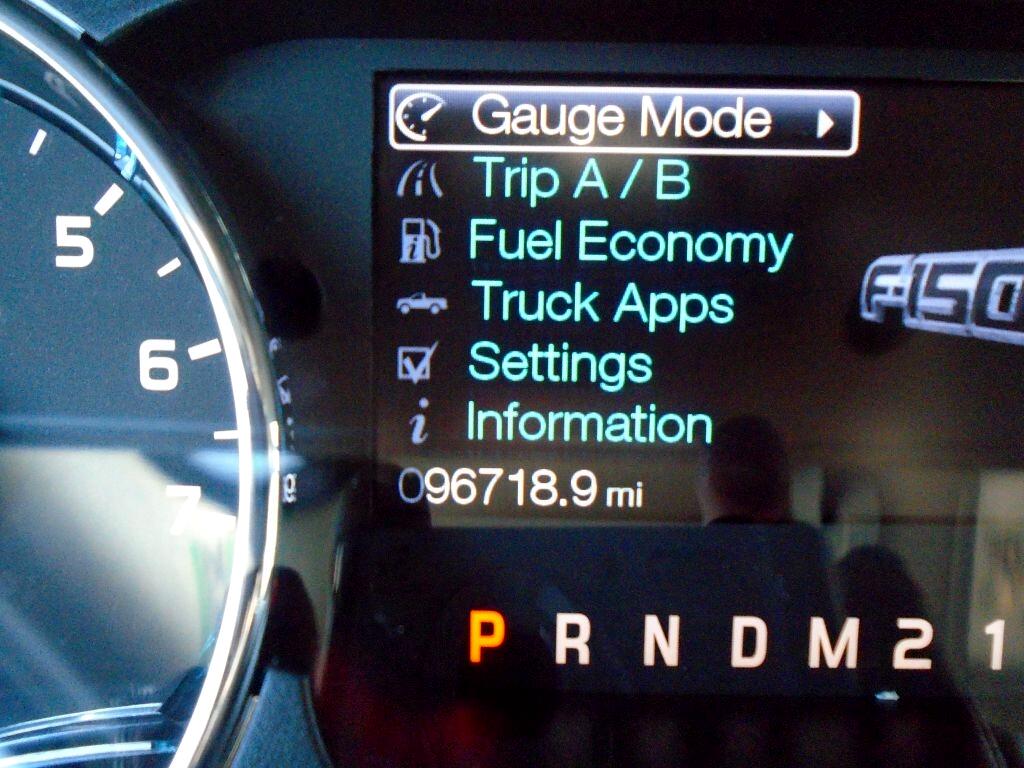 Gauge Mode
Trip A / B
5
Fuel Economy
F-150
Truck Apps
6
Settings
Information
096718.9 mi
7
P R N D M 2 1